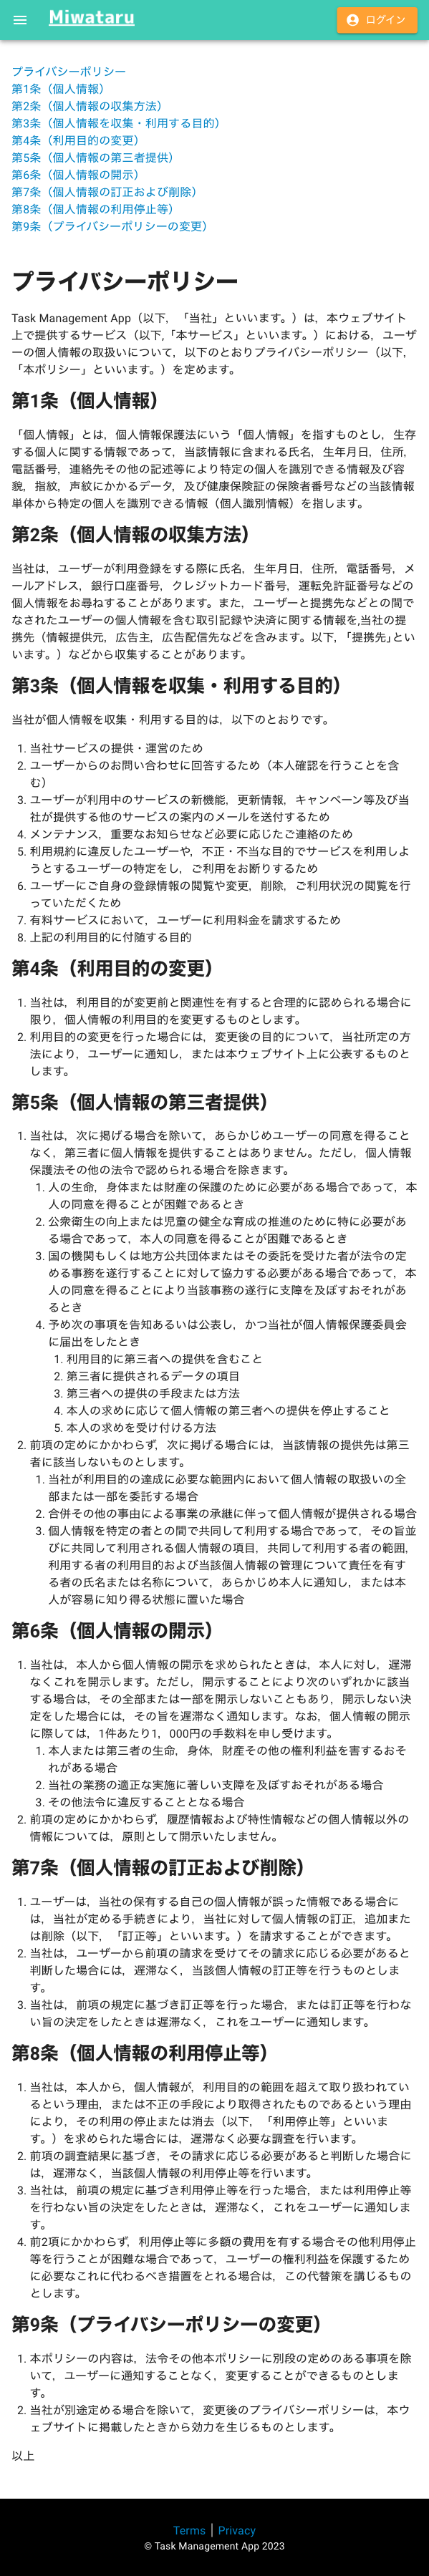 Miwataru
ログイン
プライバシーポリシー
第1条（個人情報）
第2条（個人情報の収集方法）
第3条（個人情報を収集・利用する目的）
第4条（利用目的の変更）
第5条（個人情報の第三者提供）
第6条（個人情報の開示）
第7条（個人情報の訂正および削除）
第8条（個人情報の利用停止等）
第9条（プライバシーポリシーの変更）
プライバシーポリシー
Task Management App（以下，「当社」といいます。）は，本ウェブサイト
上で提供するサービス（以下,「本サービス」といいます。）における，ユーザ
ーの個人情報の取扱いについて，以下のとおりプライバシーポリシー（以下，
「本ポリシー」といいます。）を定めます。
第1条（個人情報）
「個人情報」とは，個人情報保護法にいう「個人情報」を指すものとし，生存
する個人に関する情報であって，当該情報に含まれる氏名，生年月日，住所，
電話番号，連絡先その他の記述等により特定の個人を識別できる情報及び容
貌，指紋，声紋にかかるデータ，及び健康保険証の保険者番号などの当該情報
単体から特定の個人を識別できる情報（個人識別情報）を指します。
第2条（個人情報の収集方法）
当社は，ユーザーが利用登録をする際に氏名，生年月日，住所，電話番号，メ
ールアドレス，銀行口座番号，クレジットカード番号，運転免許証番号などの
個人情報をお尋ねすることがあります。また，ユーザーと提携先などとの間で
なされたユーザーの個人情報を含む取引記録や決済に関する情報を,当社の提
携先（情報提供元，広告主，広告配信先などを含みます。以下，｢提携先｣とい
います。）などから収集することがあります。
第3条（個人情報を収集・利用する目的）
当社が個人情報を収集・利用する目的は，以下のとおりです。
1. 当社サービスの提供・運営のため
2. ユーザーからのお問い合わせに回答するため（本人確認を行うことを含
む）
3. ユーザーが利用中のサービスの新機能，更新情報，キャンペーン等及び当
社が提供する他のサービスの案内のメールを送付するため
4. メンテナンス，重要なお知らせなど必要に応じたご連絡のため
5. 利用規約に違反したユーザーや，不正・不当な目的でサービスを利用しよ
うとするユーザーの特定をし，ご利用をお断りするため
6. ユーザーにご自身の登録情報の閲覧や変更，削除，ご利用状況の閲覧を行
っていただくため
7. 有料サービスにおいて，ユーザーに利用料金を請求するため
8. 上記の利用目的に付随する目的
第4条（利用目的の変更）
1. 当社は，利用目的が変更前と関連性を有すると合理的に認められる場合に
限り，個人情報の利用目的を変更するものとします。
2. 利用目的の変更を行った場合には，変更後の目的について，当社所定の方
法により，ユーザーに通知し，または本ウェブサイト上に公表するものと
します。
第5条（個人情報の第三者提供）
1. 当社は，次に掲げる場合を除いて，あらかじめユーザーの同意を得ること
なく，第三者に個人情報を提供することはありません。ただし，個人情報
保護法その他の法令で認められる場合を除きます。
1. 人の生命，身体または財産の保護のために必要がある場合であって，本
人の同意を得ることが困難であるとき
2. 公衆衛生の向上または児童の健全な育成の推進のために特に必要があ
る場合であって，本人の同意を得ることが困難であるとき
3. 国の機関もしくは地方公共団体またはその委託を受けた者が法令の定
める事務を遂行することに対して協力する必要がある場合であって，本
人の同意を得ることにより当該事務の遂行に支障を及ぼすおそれがあ
るとき
4. 予め次の事項を告知あるいは公表し，かつ当社が個人情報保護委員会
に届出をしたとき
1. 利用目的に第三者への提供を含むこと
2. 第三者に提供されるデータの項目
3. 第三者への提供の手段または方法
4. 本人の求めに応じて個人情報の第三者への提供を停止すること
5. 本人の求めを受け付ける方法
2. 前項の定めにかかわらず，次に掲げる場合には，当該情報の提供先は第三
者に該当しないものとします。
1. 当社が利用目的の達成に必要な範囲内において個人情報の取扱いの全
部または一部を委託する場合
2. 合併その他の事由による事業の承継に伴って個人情報が提供される場合
3. 個人情報を特定の者との間で共同して利用する場合であって，その旨並
びに共同して利用される個人情報の項目，共同して利用する者の範囲，
利用する者の利用目的および当該個人情報の管理について責任を有す
る者の氏名または名称について，あらかじめ本人に通知し，または本
人が容易に知り得る状態に置いた場合
第6条（個人情報の開示）
1. 当社は，本人から個人情報の開示を求められたときは，本人に対し，遅滞
なくこれを開示します。ただし，開示することにより次のいずれかに該当
する場合は，その全部または一部を開示しないこともあり，開示しない決
定をした場合には，その旨を遅滞なく通知します。なお，個人情報の開示
に際しては，1件あたり1，000円の手数料を申し受けます。
1. 本人または第三者の生命，身体，財産その他の権利利益を害するおそ
れがある場合
2. 当社の業務の適正な実施に著しい支障を及ぼすおそれがある場合
3. その他法令に違反することとなる場合
2. 前項の定めにかかわらず，履歴情報および特性情報などの個人情報以外の
情報については，原則として開示いたしません。
第7条（個人情報の訂正および削除）
1. ユーザーは，当社の保有する自己の個人情報が誤った情報である場合に
は，当社が定める手続きにより，当社に対して個人情報の訂正，追加また
は削除（以下，「訂正等」といいます。）を請求することができます。
2. 当社は，ユーザーから前項の請求を受けてその請求に応じる必要があると
判断した場合には，遅滞なく，当該個人情報の訂正等を行うものとしま
す。
3. 当社は，前項の規定に基づき訂正等を行った場合，または訂正等を行わな
い旨の決定をしたときは遅滞なく，これをユーザーに通知します。
第8条（個人情報の利用停止等）
1. 当社は，本人から，個人情報が，利用目的の範囲を超えて取り扱われてい
るという理由，または不正の手段により取得されたものであるという理由
により，その利用の停止または消去（以下，「利用停止等」といいま
す。）を求められた場合には，遅滞なく必要な調査を行います。
2. 前項の調査結果に基づき，その請求に応じる必要があると判断した場合に
は，遅滞なく，当該個人情報の利用停止等を行います。
3. 当社は，前項の規定に基づき利用停止等を行った場合，または利用停止等
を行わない旨の決定をしたときは，遅滞なく，これをユーザーに通知しま
す。
4. 前2項にかかわらず，利用停止等に多額の費用を有する場合その他利用停止
等を行うことが困難な場合であって，ユーザーの権利利益を保護するため
に必要なこれに代わるべき措置をとれる場合は，この代替策を講じるもの
とします。
第9条（プライバシーポリシーの変更）
1. 本ポリシーの内容は，法令その他本ポリシーに別段の定めのある事項を除
いて，ユーザーに通知することなく，変更することができるものとしま
す。
2. 当社が別途定める場合を除いて，変更後のプライバシーポリシーは，本ウ
ェブサイトに掲載したときから効力を生じるものとします。
以上
Terms | Privacy
© Task Management App 2023